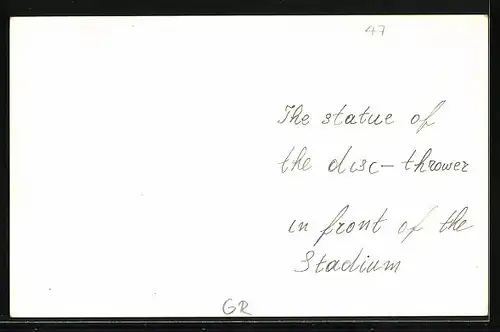 47
The statue of
the disc-thrower
in front of the
Stadium
GR